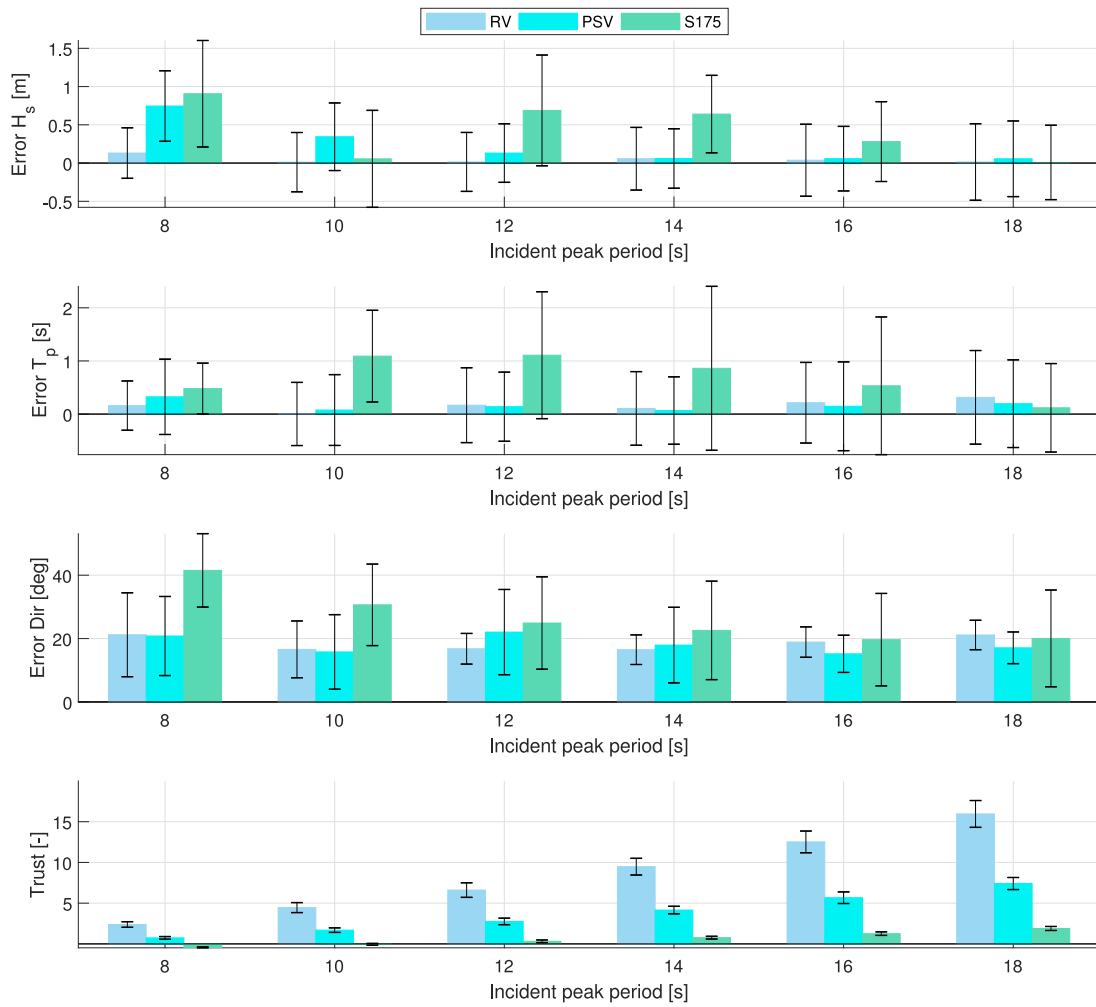 RV PSV S175
1.5
1
0.5
0
-0.5
Error H_s [m]
8 10 12 14 16 18
Incident peak period [s]
2
1
0
Error T_p [s]
8 10 12 14 16 18
Incident peak period [s]
40
20
0
Error Dir [deg]
8 10 12 14 16 18
Incident peak period [s]
15
10
5
Trust [-]
8 10 12 14 16 18
Incident peak period [s]